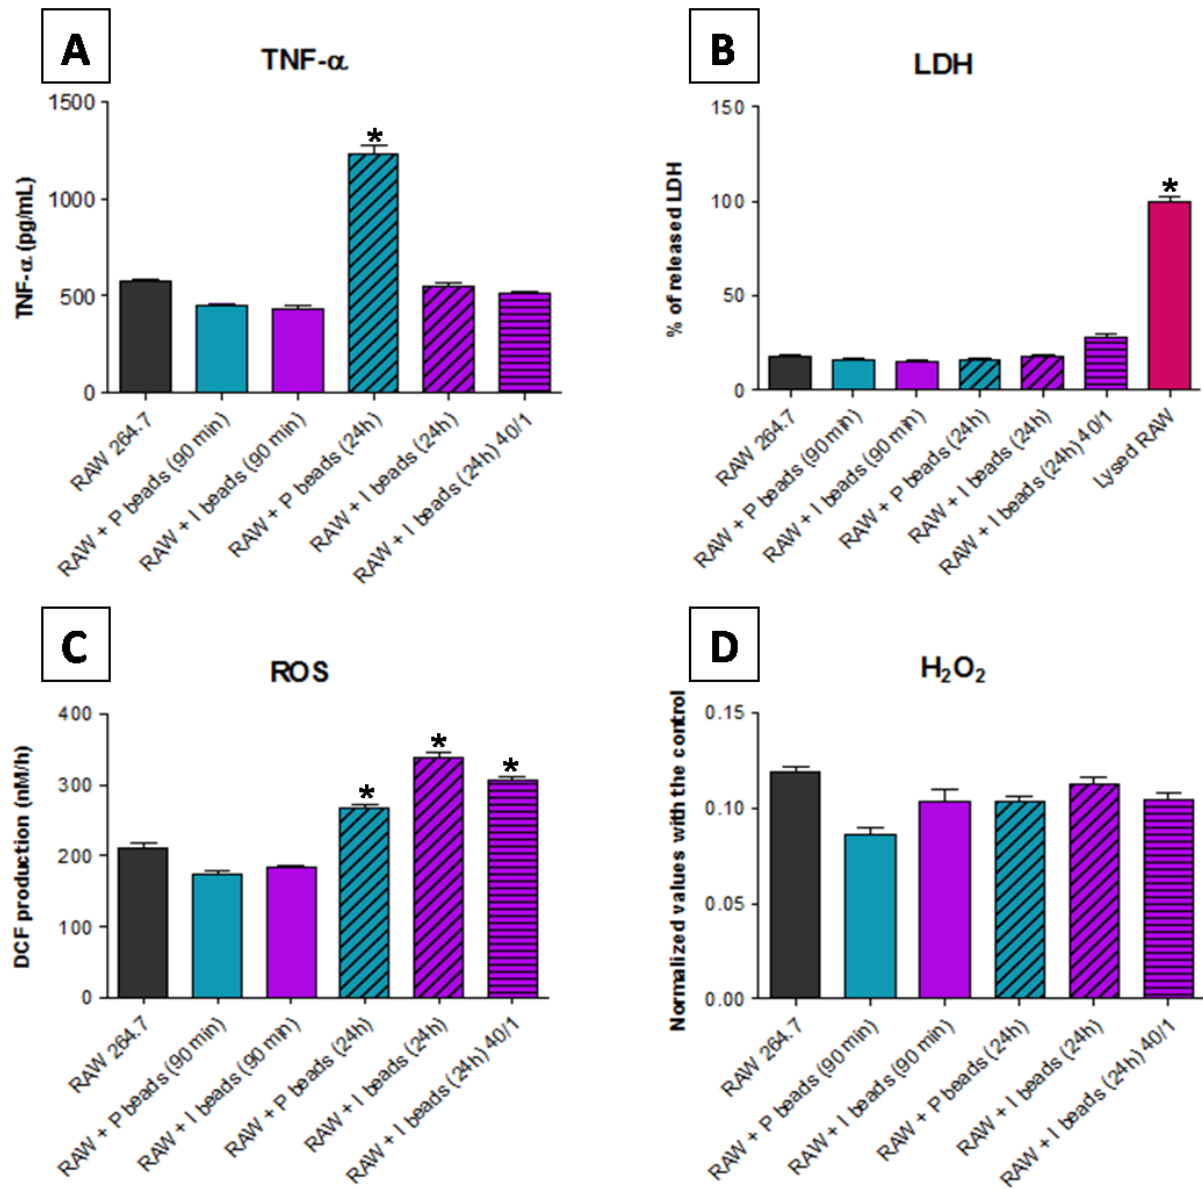 A
TNF-α
TNF-α (pg/mL)
1500
1000
500
0
*
RAW 264.7
RAW + P beads (90 min)
RAW + I beads (90 min)
RAW + P beads (24h)
RAW + I beads (24h)
RAW + I beads (24h) 40/1
B
LDH
% of released LDH
150
100
50
0
*
RAW 264.7
RAW + P beads (90 min)
RAW + I beads (90 min)
RAW + P beads (24h)
RAW + I beads (24h)
RAW + I beads (24h) 40/1
Lysed RAW
C
ROS
DCF production (nM/h)
400
300
200
100
0
*
*
*
RAW 264.7
RAW + P beads (90 min)
RAW + I beads (90 min)
RAW + P beads (24h)
RAW + I beads (24h)
RAW + I beads (24h) 40/1
D
H₂O₂
Normalized values with the control
0.15
0.10
0.05
0.00
RAW 264.7
RAW + P beads (90 min)
RAW + I beads (90 min)
RAW + P beads (24h)
RAW + I beads (24h)
RAW + I beads (24h) 40/1